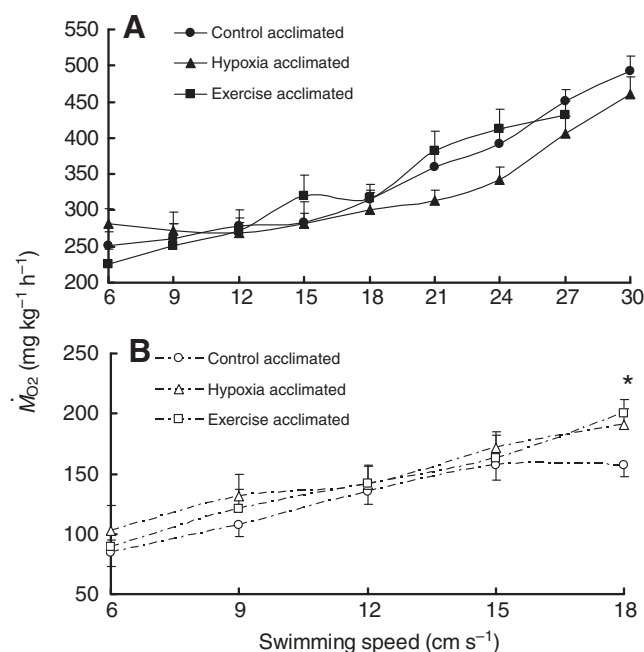 A
Control acclimated
Hypoxia acclimated
Exercise acclimated
550
500
450
400
350
300
250
200
6 9 12 15 18 21 24 27 30
B
Control acclimated
Hypoxia acclimated
Exercise acclimated
*
250
200
150
100
50
6 9 12 15 18
ṀO2 (mg kg−1 h−1)
Swimming speed (cm s−1)